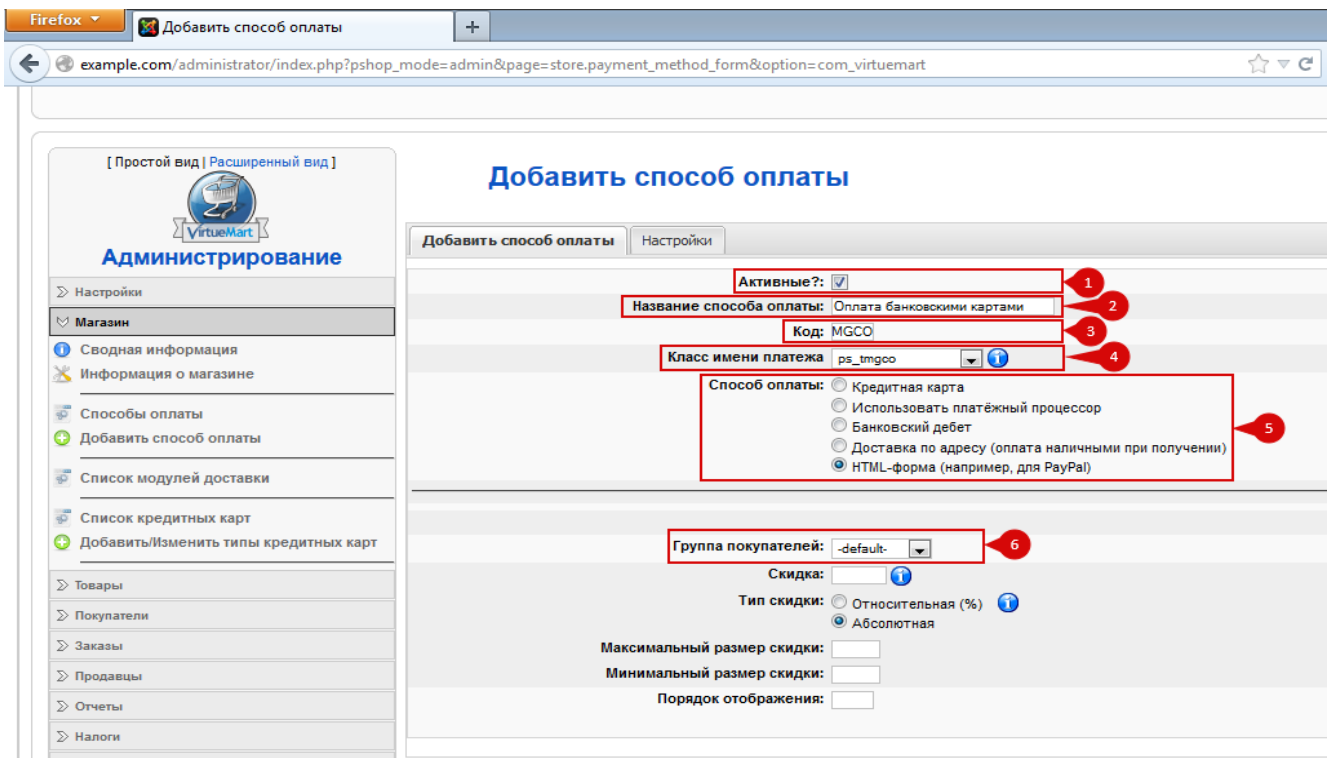 Firefox
Добавить способ оплаты
example.com/administrator/index.php?pshop_mode=admin&page=store.payment_method_form&option=com_virtuemart
[ Простой вид | Расширенный вид ]
VirtueMart
Администрирование
Настройки
Магазин
Сводная информация
Информация о магазине
Способы оплаты
Добавить способ оплаты
Список модулей доставки
Список кредитных карт
Добавить/Изменить типы кредитных карт
Товары
Покупатели
Заказы
Продавцы
Отчеты
Налоги
Добавить способ оплаты
Добавить способ оплаты Настройки
Активные?: 1
Название способа оплаты: Оплата банковскими картами 2
Код: MGCO 3
Класс имени платежа ps_tmgco 4
Способ оплаты: Кредитная карта
Использовать платёжный процессор
Банковский дебет 5
Доставка по адресу (оплата наличными при получении)
HTML-форма (например, для PayPal)
Группа покупателей: -default- 6
Скидка:
Тип скидки: Относительная (%)
Абсолютная
Максимальный размер скидки:
Минимальный размер скидки:
Порядок отображения: